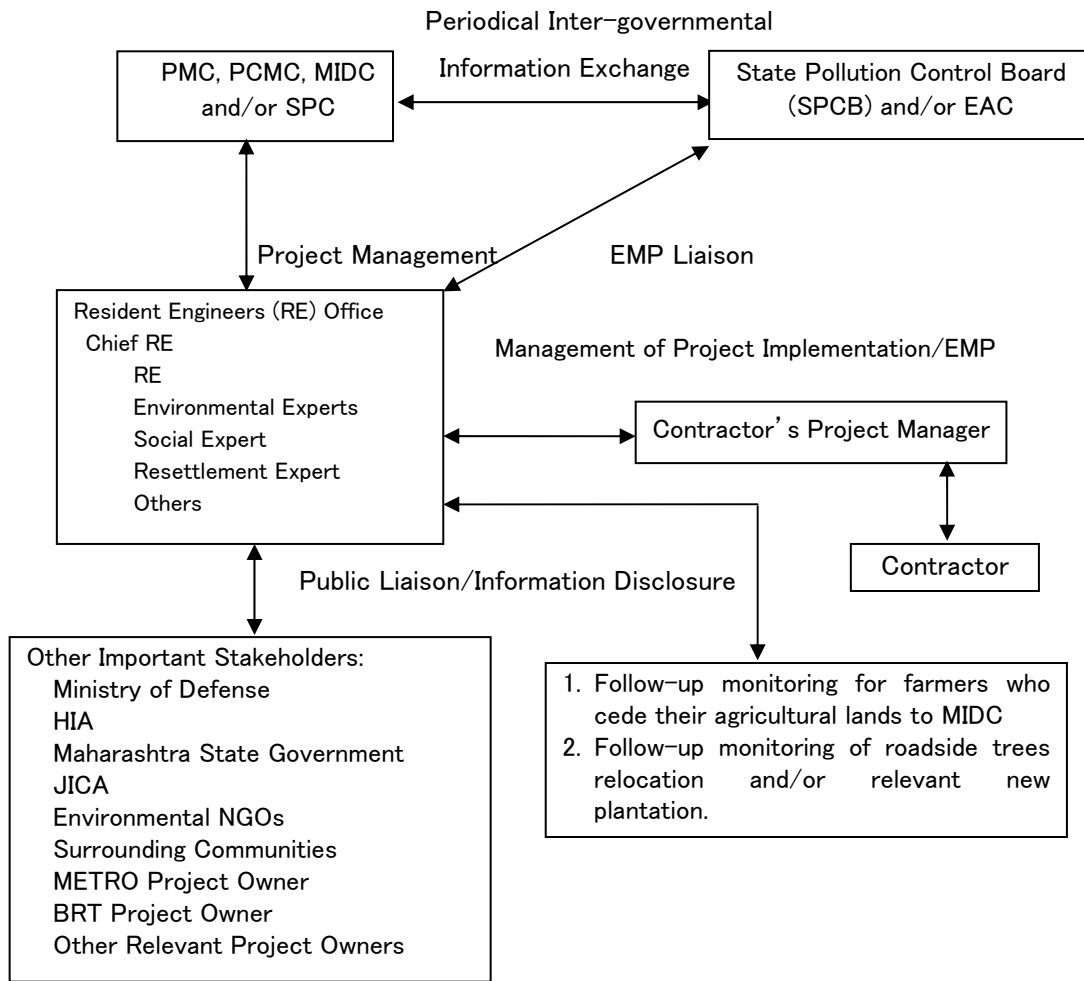 Periodical Inter-governmental
Information Exchange
PMC, PCMC, MIDC
and/or SPC
State Pollution Control Board
(SPCB) and/or EAC
Project Management
EMP Liaison
Resident Engineers (RE) Office
Chief RE
RE
Environmental Experts
Social Expert
Resettlement Expert
Others
Management of Project Implementation/EMP
Contractor's Project Manager
Contractor
Public Liaison/Information Disclosure
Other Important Stakeholders:
Ministry of Defense
HIA
Maharashtra State Government
JICA
Environmental NGOs
Surrounding Communities
METRO Project Owner
BRT Project Owner
Other Relevant Project Owners
1. Follow-up monitoring for farmers who
cede their agricultural lands to MIDC
2. Follow-up monitoring of roadside trees
relocation and/or relevant new
plantation.